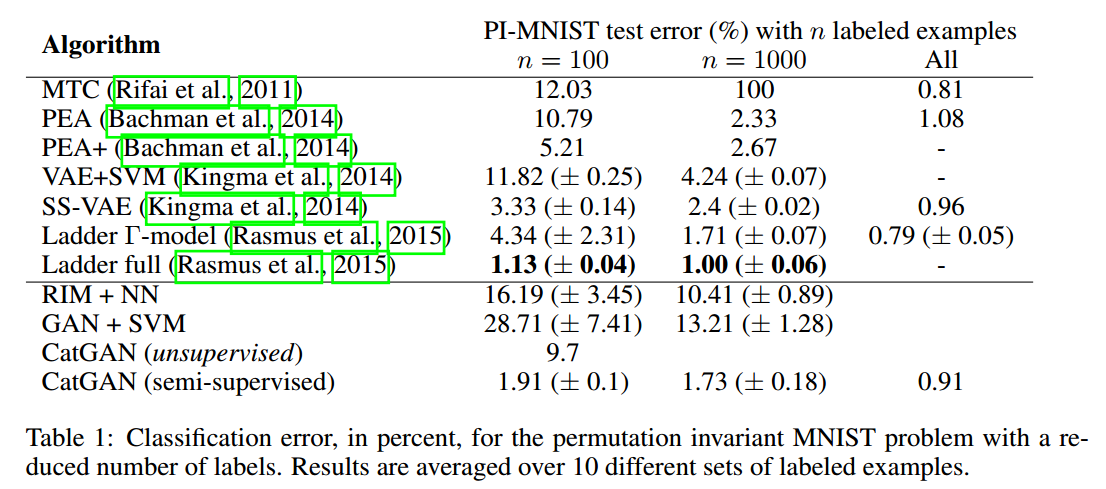 Algorithm PI-MNIST test error (%) with n labeled examples
n = 100 n = 1000 All
MTC (Rifai et al., 2011) 12.03 100 0.81
PEA (Bachman et al., 2014) 10.79 2.33 1.08
PEA+ (Bachman et al., 2014) 5.21 2.67 -
VAE+SVM (Kingma et al., 2014) 11.82 (± 0.25) 4.24 (± 0.07) -
SS-VAE (Kingma et al., 2014) 3.33 (± 0.14) 2.4 (± 0.02) 0.96
Ladder Γ-model (Rasmus et al., 2015) 4.34 (± 2.31) 1.71 (± 0.07) 0.79 (± 0.05)
Ladder full (Rasmus et al., 2015) 1.13 (± 0.04) 1.00 (± 0.06) -
RIM + NN 16.19 (± 3.45) 10.41 (± 0.89)
GAN + SVM 28.71 (± 7.41) 13.21 (± 1.28)
CatGAN (unsupervised) 9.7
CatGAN (semi-supervised) 1.91 (± 0.1) 1.73 (± 0.18) 0.91
Table 1: Classification error, in percent, for the permutation invariant MNIST problem with a re-
duced number of labels. Results are averaged over 10 different sets of labeled examples.